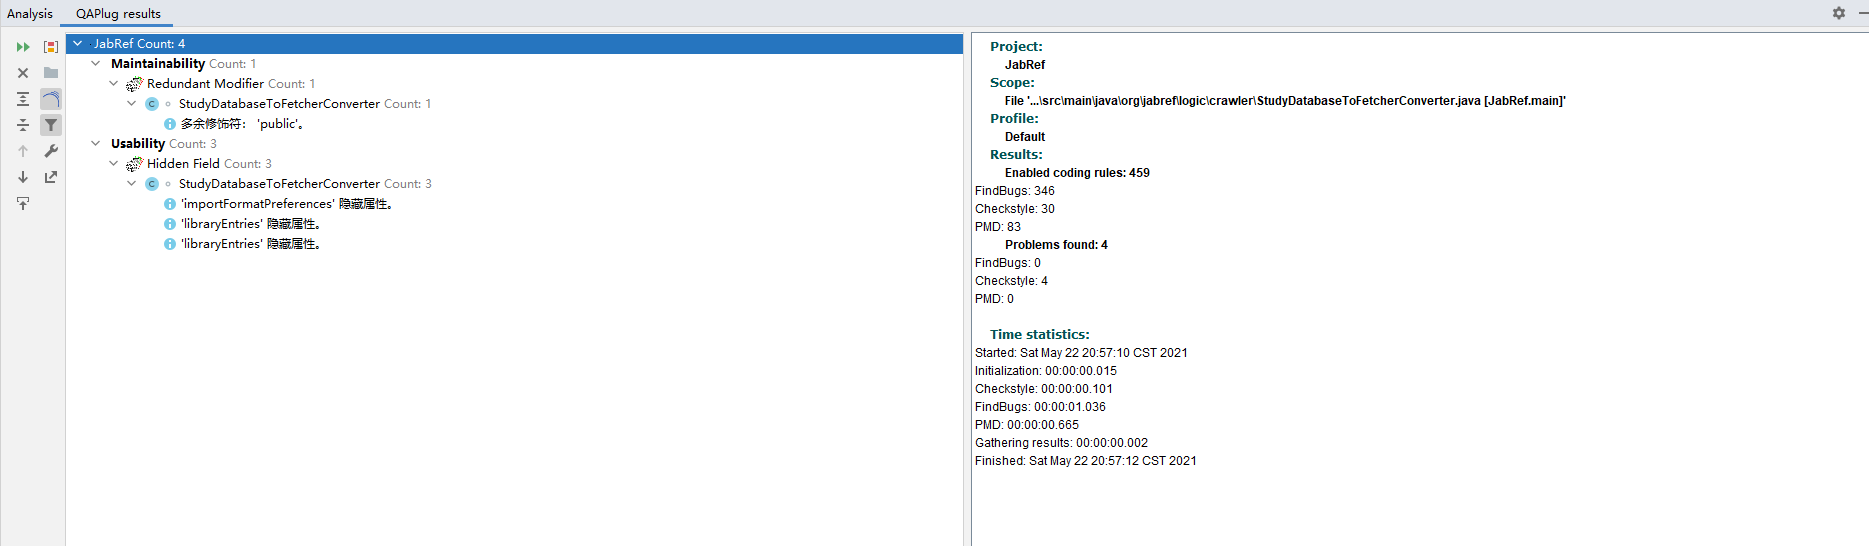 Analysis QAPlug results
JabRef Count: 4
Maintainability Count: 1
Redundant Modifier Count: 1
StudyDatabaseToFetcherConverter Count: 1
多余修饰符： 'public'。
Usability Count: 3
Hidden Field Count: 3
StudyDatabaseToFetcherConverter Count: 3
'importFormatPreferences' 隐藏属性。
'libraryEntries' 隐藏属性。
'libraryEntries' 隐藏属性。
Project:
JabRef
Scope:
File '...\src\main\java\org\jabref\logic\crawler\StudyDatabaseToFetcherConverter.java [JabRef.main]'
Profile:
Default
Results:
Enabled coding rules: 459
FindBugs: 346
Checkstyle: 30
PMD: 83
Problems found: 4
FindBugs: 0
Checkstyle: 4
PMD: 0
Time statistics:
Started: Sat May 22 20:57:10 CST 2021
Initialization: 00:00:00.015
Checkstyle: 00:00:00.101
FindBugs: 00:00:01.036
PMD: 00:00:00.665
Gathering results: 00:00:00.002
Finished: Sat May 22 20:57:12 CST 2021